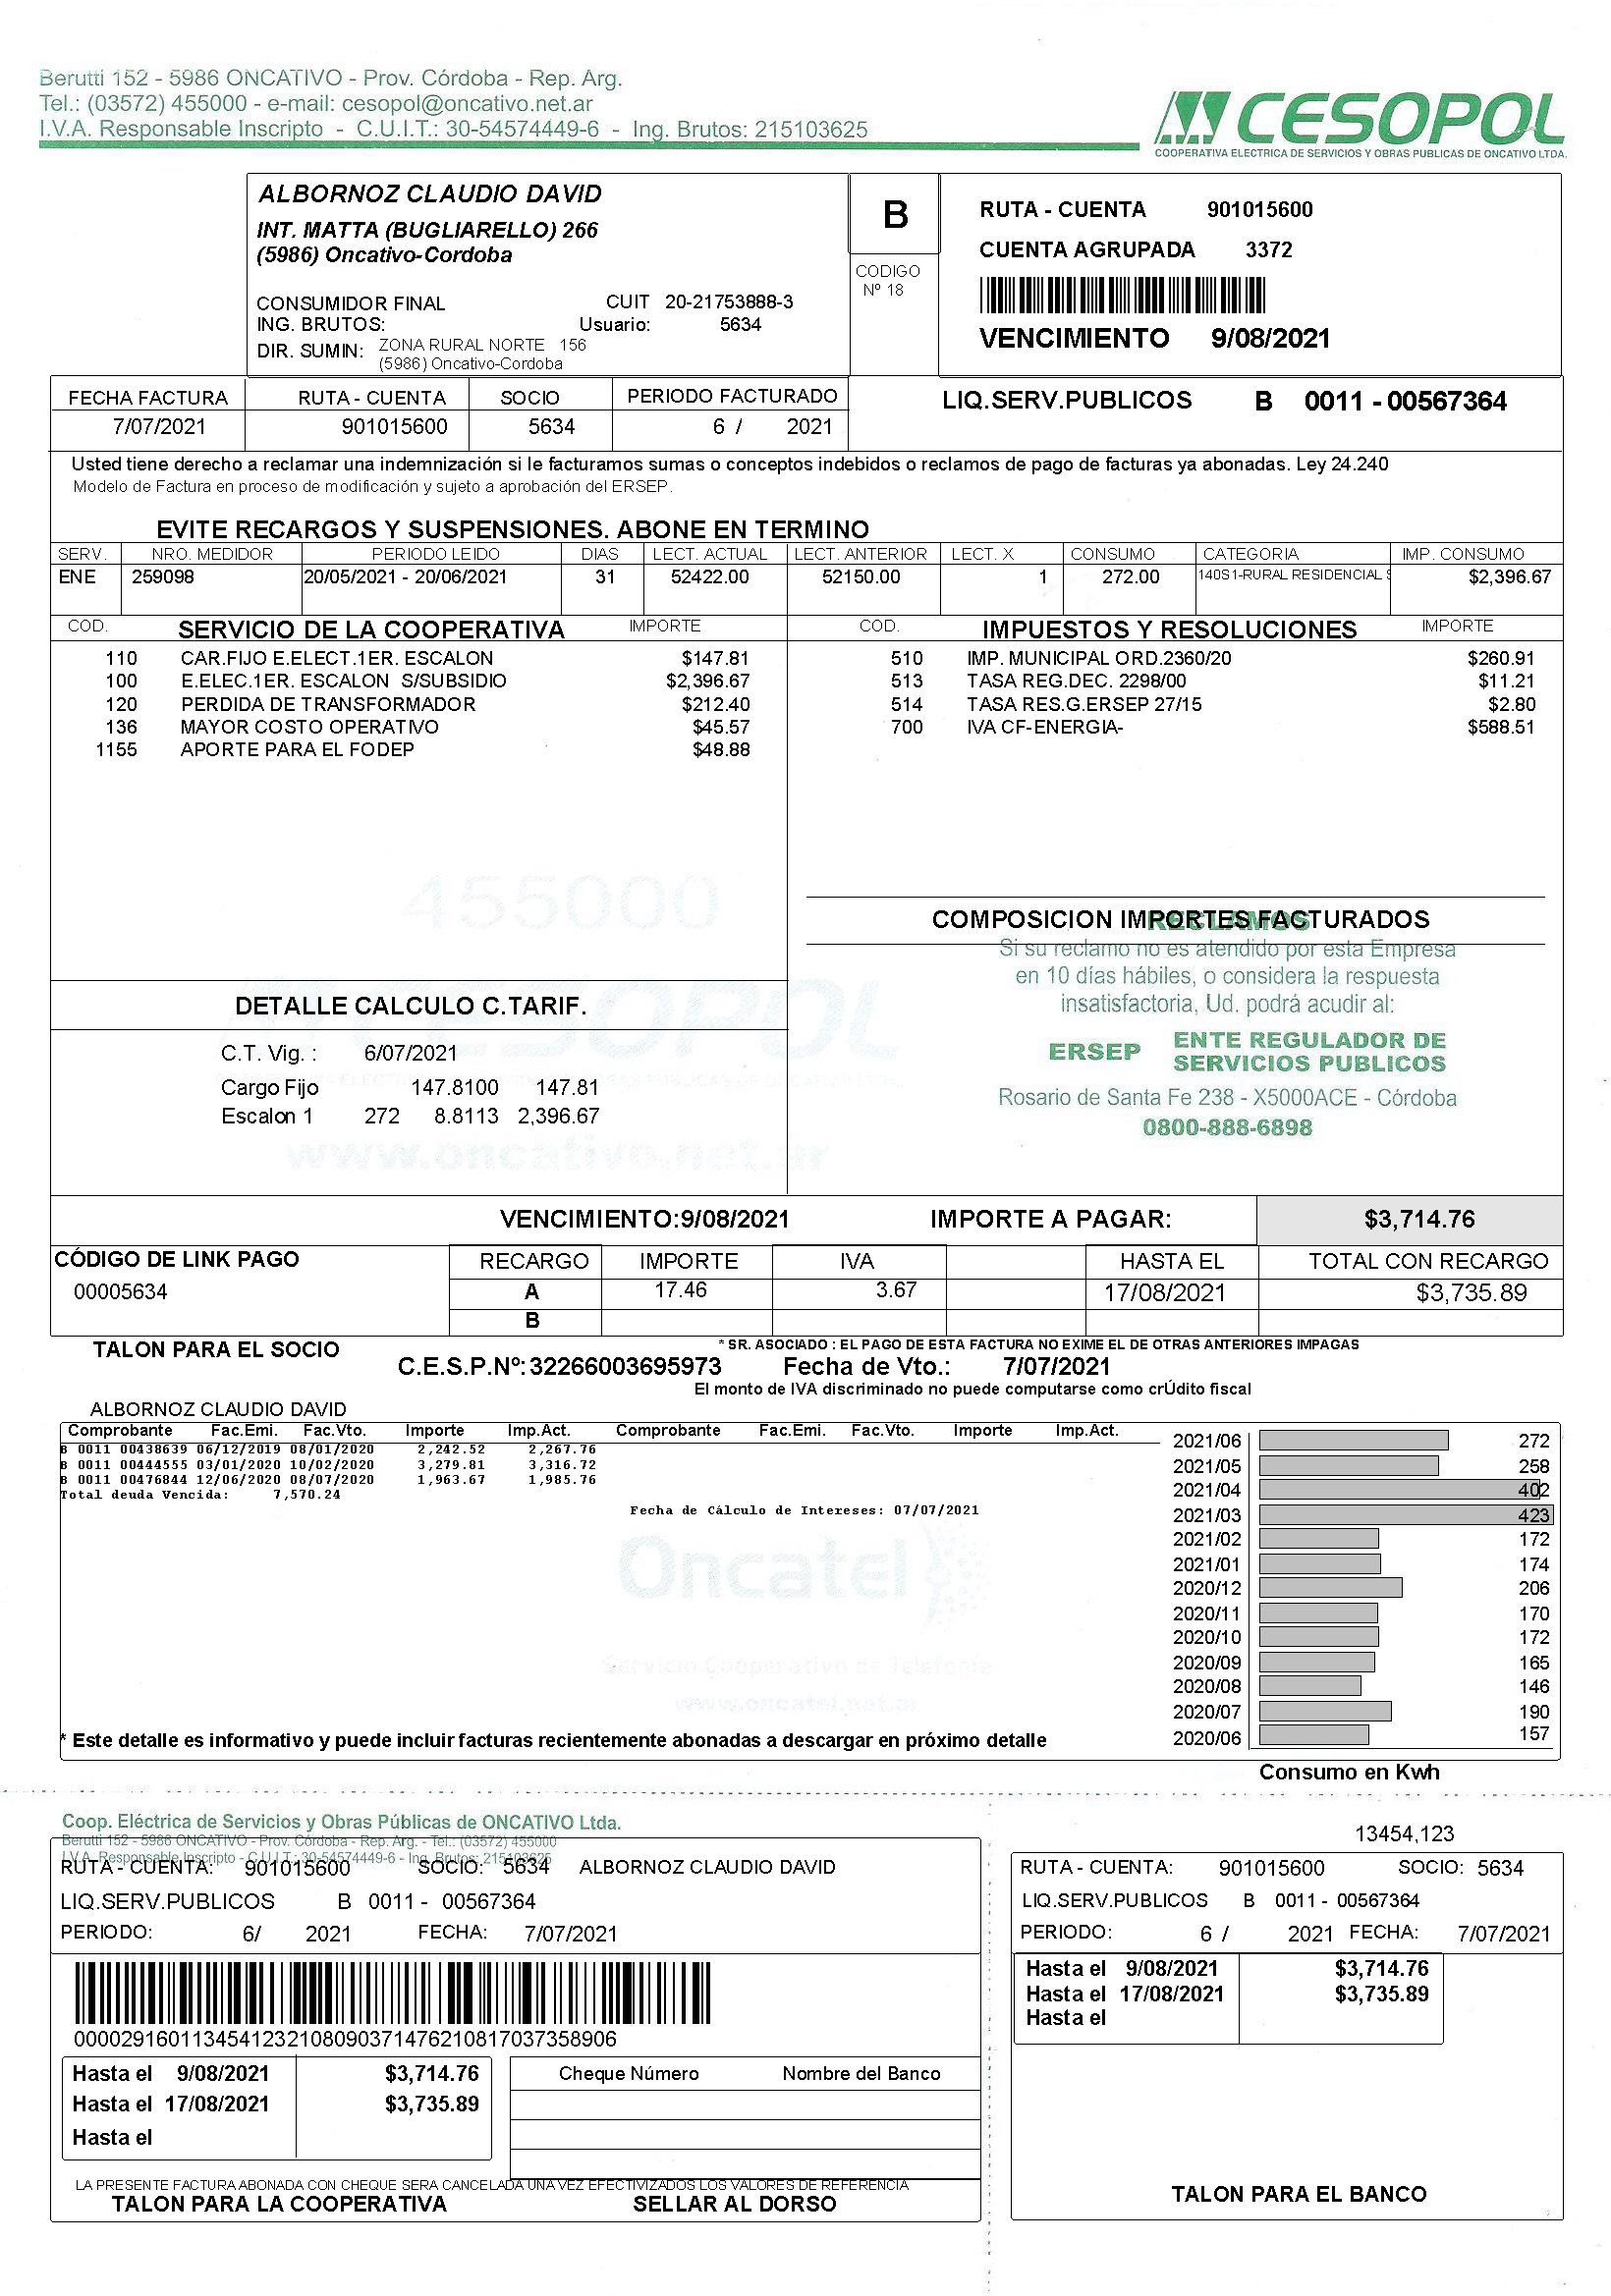 Berutti 152 - 5986 ONCATIVO - Prov. Córdoba - Rep. Arg.
Tel.: (03572) 455000 - e-mail: cesopol@oncativo.net.ar
I.V.A. Responsable Inscripto - C.U.I.T.: 30-54574449-6 - Ing. Brutos: 215103625
CESOPOL
COOPERATIVA ELECTRICA DE SERVICIOS Y OBRAS PUBLICAS DE ONCATIVO LTDA.
ALBORNOZ CLAUDIO DAVID
INT. MATTA (BUGLIARELLO) 266
(5986) Oncativo-Cordoba
CONSUMIDOR FINAL CUIT 20-21753888-3
ING. BRUTOS: Usuario: 5634
DIR. SUMIN: ZONA RURAL NORTE 156
(5986) Oncativo-Cordoba
B
CODIGO
Nº 18
RUTA - CUENTA 901015600
CUENTA AGRUPADA 3372
VENCIMIENTO 9/08/2021
FECHA FACTURA RUTA - CUENTA SOCIO PERIODO FACTURADO
7/07/2021 901015600 5634 6 / 2021
LIQ.SERV.PUBLICOS B 0011 - 00567364
Usted tiene derecho a reclamar una indemnización si le facturamos sumas o conceptos indebidos o reclamos de pago de facturas ya abonadas. Ley 24.240
Modelo de Factura en proceso de modificación y sujeto a aprobación del ERSEP.
EVITE RECARGOS Y SUSPENSIONES. ABONE EN TERMINO
SERV. NRO. MEDIDOR PERIODO LEIDO DIAS LECT. ACTUAL LECT. ANTERIOR LECT. X CONSUMO CATEGORIA IMP. CONSUMO
ENE 259098 20/05/2021 - 20/06/2021 31 52422.00 52150.00 1 272.00 140S1-RURAL RESIDENCIAL S $2,396.67
COD. SERVICIO DE LA COOPERATIVA IMPORTE
110 CAR.FIJO E.ELECT.1ER. ESCALON $147.81
100 E.ELEC.1ER. ESCALON S/SUBSIDIO $2,396.67
120 PERDIDA DE TRANSFORMADOR $212.40
136 MAYOR COSTO OPERATIVO $45.57
1155 APORTE PARA EL FODEP $48.88
COD. IMPUESTOS Y RESOLUCIONES IMPORTE
510 IMP. MUNICIPAL ORD.2360/20 $260.91
513 TASA REG.DEC. 2298/00 $11.21
514 TASA RES.G.ERSEP 27/15 $2.80
700 IVA CF-ENERGIA- $588.51
455000
CESOPOL
www.oncativo.net.ar
DETALLE CALCULO C.TARIF.
C.T. Vig. : 6/07/2021
Cargo Fijo 147.8100 147.81
Escalon 1 272 8.8113 2,396.67
COMPOSICION IMPORTES FACTURADOS
RECLAMOS
Si su reclamo no es atendido por esta Empresa
en 10 días hábiles, o considera la respuesta
insatisfactoria, Ud. podrá acudir al:
ERSEP ENTE REGULADOR DE
SERVICIOS PUBLICOS
Rosario de Santa Fe 238 - X5000ACE - Córdoba
0800-888-6898
VENCIMIENTO:9/08/2021 IMPORTE A PAGAR: $3,714.76
CÓDIGO DE LINK PAGO RECARGO IMPORTE IVA HASTA EL TOTAL CON RECARGO
00005634 A 17.46 3.67 17/08/2021 $3,735.89
B
TALON PARA EL SOCIO
* SR. ASOCIADO : EL PAGO DE ESTA FACTURA NO EXIME EL DE OTRAS ANTERIORES IMPAGAS
C.E.S.P.Nº: 32266003695973 Fecha de Vto.: 7/07/2021
El monto de IVA discriminado no puede computarse como crÚdito fiscal
ALBORNOZ CLAUDIO DAVID
Comprobante Fac.Emi. Fac.Vto. Importe Imp.Act. Comprobante Fac.Emi. Fac.Vto. Importe Imp.Act.
B 0011 00438639 06/12/2019 08/01/2020 2,242.52 2,267.76
B 0011 00444555 03/01/2020 10/02/2020 3,279.81 3,316.72
B 0011 00476844 12/06/2020 08/07/2020 1,963.67 1,985.76
Total deuda Vencida: 7,570.24
Fecha de Cálculo de Intereses: 07/07/2021
Oncatel
Servicio Cooperativo de Telefonía
www.oncatel.net.ar
* Este detalle es informativo y puede incluir facturas recientemente abonadas a descargar en próximo detalle
2021/06 272
2021/05 258
2021/04 402
2021/03 423
2021/02 172
2021/01 174
2020/12 206
2020/11 170
2020/10 172
2020/09 165
2020/08 146
2020/07 190
2020/06 157
Consumo en Kwh
Coop. Eléctrica de Servicios y Obras Públicas de ONCATIVO Ltda.
Berutti 152 - 5986 ONCATIVO - Prov. Córdoba - Rep. Arg. - Tel.: (03572) 455000
I.V.A. Responsable Inscripto - C.U.I.T.: 30-54574449-6 - Ing. Brutos: 215103625
RUTA - CUENTA: 901015600 SOCIO: 5634 ALBORNOZ CLAUDIO DAVID
LIQ.SERV.PUBLICOS B 0011 - 00567364
PERIODO: 6/ 2021 FECHA: 7/07/2021
00002916011345412321080903714762108170373589​06
Hasta el 9/08/2021 $3,714.76
Hasta el 17/08/2021 $3,735.89
Hasta el
Cheque Número Nombre del Banco
LA PRESENTE FACTURA ABONADA CON CHEQUE SERA CANCELADA UNA VEZ EFECTIVIZADOS LOS VALORES DE REFERENCIA
TALON PARA LA COOPERATIVA SELLAR AL DORSO
13454,123
RUTA - CUENTA: 901015600 SOCIO: 5634
LIQ.SERV.PUBLICOS B 0011 - 00567364
PERIODO: 6 / 2021 FECHA: 7/07/2021
Hasta el 9/08/2021 $3,714.76
Hasta el 17/08/2021 $3,735.89
Hasta el
TALON PARA EL BANCO